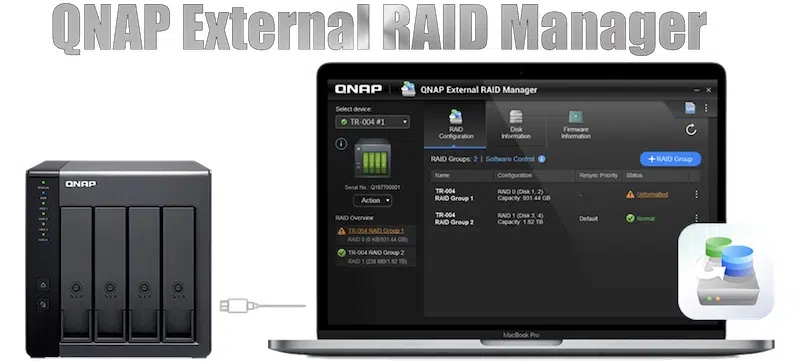 QNAP External RAID Manager
QNAP
QNAP QNAP External RAID Manager
Select device:
TR-004 #1
Serial No.: Q187T00001
Action
RAID Overview
TR-004 RAID Group 1
RAID 0 (0 KB/931.44 GB)
TR-004 RAID Group 2
RAID 1 (238 MB/1.82 TB)
RAID Configuration
Disk Information
Firmware Information
RAID Groups: 2 | Software Control
+ RAID Group
Name Configuration Resync Priority Status
TR-004 RAID Group 1
RAID 0 (Disk 1, 2)
Capacity: 931.44 GB
-
Unformatted
TR-004 RAID Group 2
RAID 1 (Disk 3, 4)
Capacity: 1.82 TB
Default
Normal
MacBook Pro